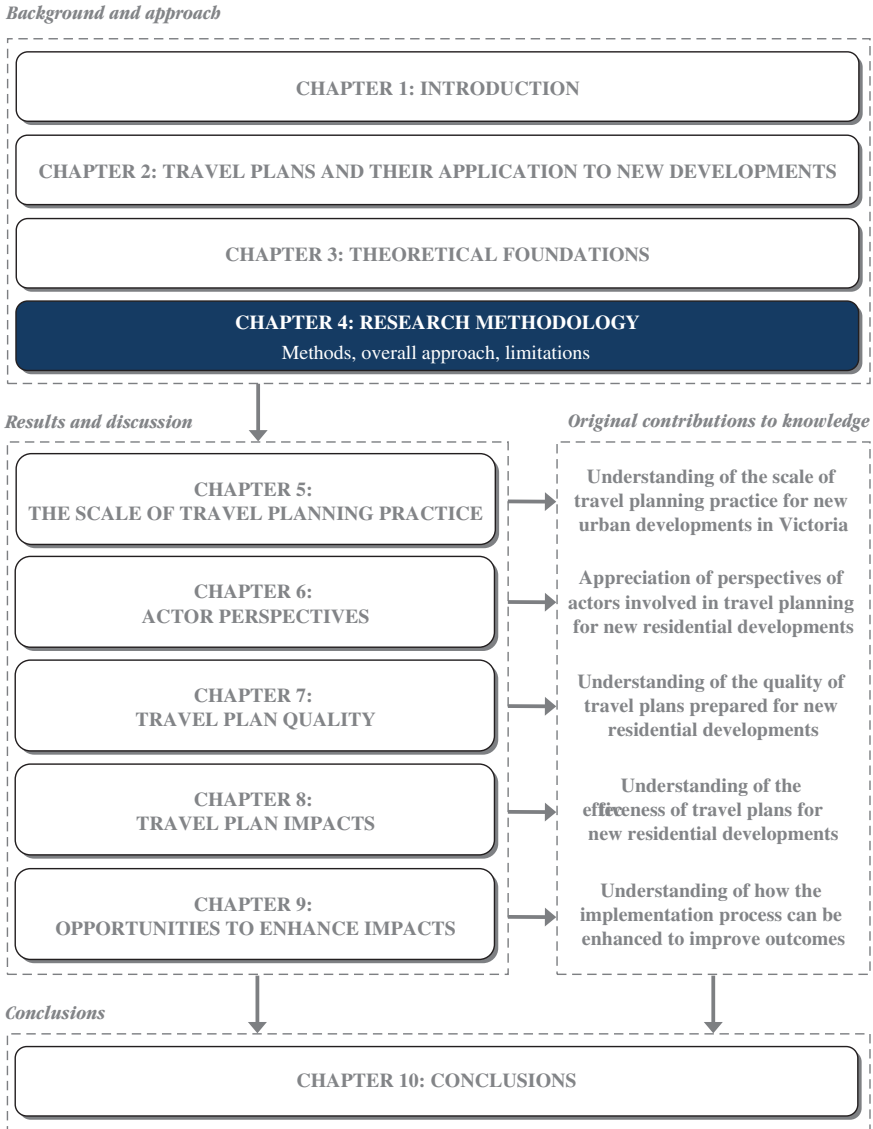 Background and approach
CHAPTER 1: INTRODUCTION
CHAPTER 2: TRAVEL PLANS AND THEIR APPLICATION TO NEW DEVELOPMENTS
CHAPTER 3: THEORETICAL FOUNDATIONS
CHAPTER 4: RESEARCH METHODOLOGY
Methods, overall approach, limitations
Results and discussion
CHAPTER 5:
THE SCALE OF TRAVEL PLANNING PRACTICE
CHAPTER 6:
ACTOR PERSPECTIVES
CHAPTER 7:
TRAVEL PLAN QUALITY
CHAPTER 8:
TRAVEL PLAN IMPACTS
CHAPTER 9:
OPPORTUNITIES TO ENHANCE IMPACTS
Original contributions to knowledge
Understanding of the scale of
travel planning practice for new
urban developments in Victoria
Appreciation of perspectives of
actors involved in travel planning
for new residential developments
Understanding of the quality of
travel plans prepared for new
residential developments
Understanding of the
of travel plans for
new residential developments
Understanding of how the
implementation process can be
enhanced to improve outcomes
Conclusions
CHAPTER 10: CONCLUSIONS